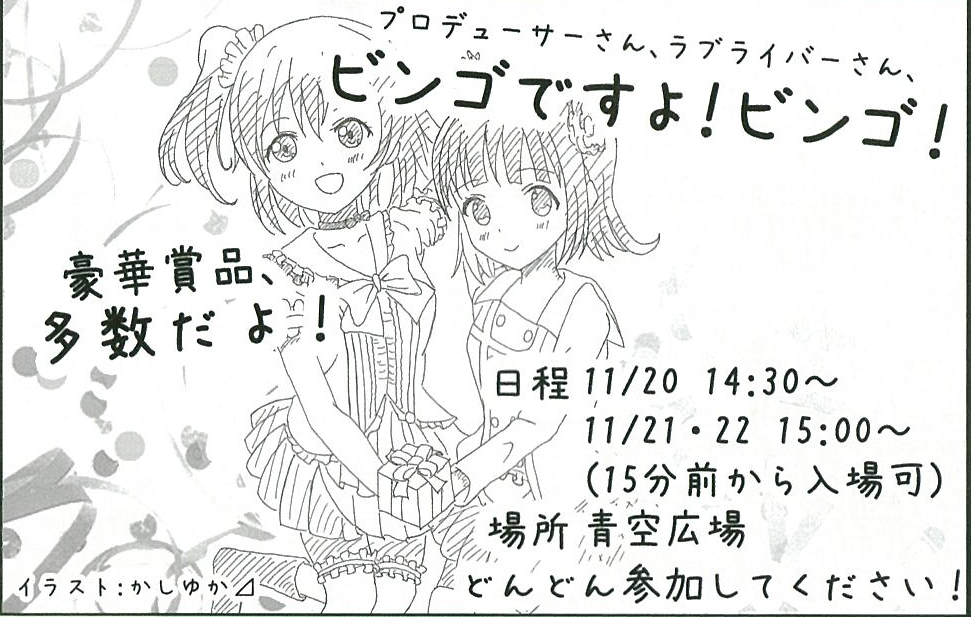 プロデューサーさん、ラブライバーさん、
ビンゴですよ!ビンゴ!
豪華賞品、
多数だよ!
日程 11/20 14:30〜
11/21・22 15:00〜
(15分前から入場可)
場所 青空広場
どんどん参加してください!
イラスト:かしゆか⊿